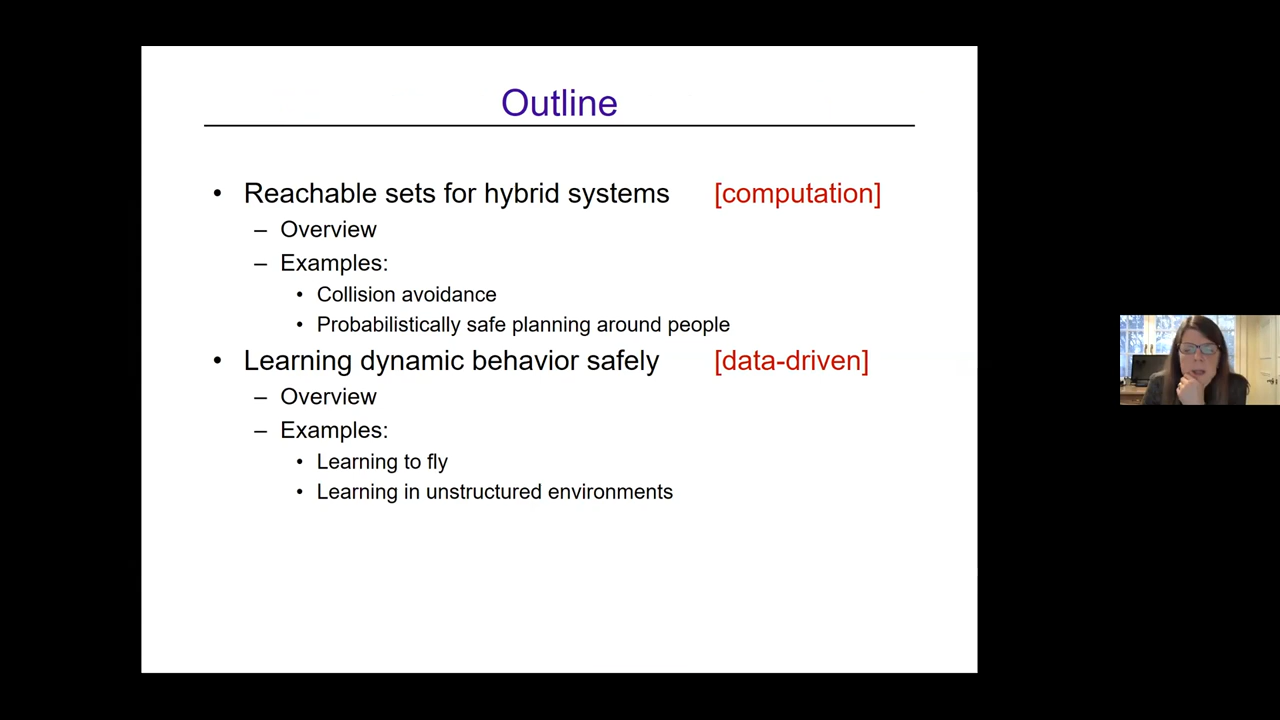 Outline
• Reachable sets for hybrid systems [computation]
– Overview
– Examples:
• Collision avoidance
• Probabilistically safe planning around people
• Learning dynamic behavior safely [data-driven]
– Overview
– Examples:
• Learning to fly
• Learning in unstructured environments